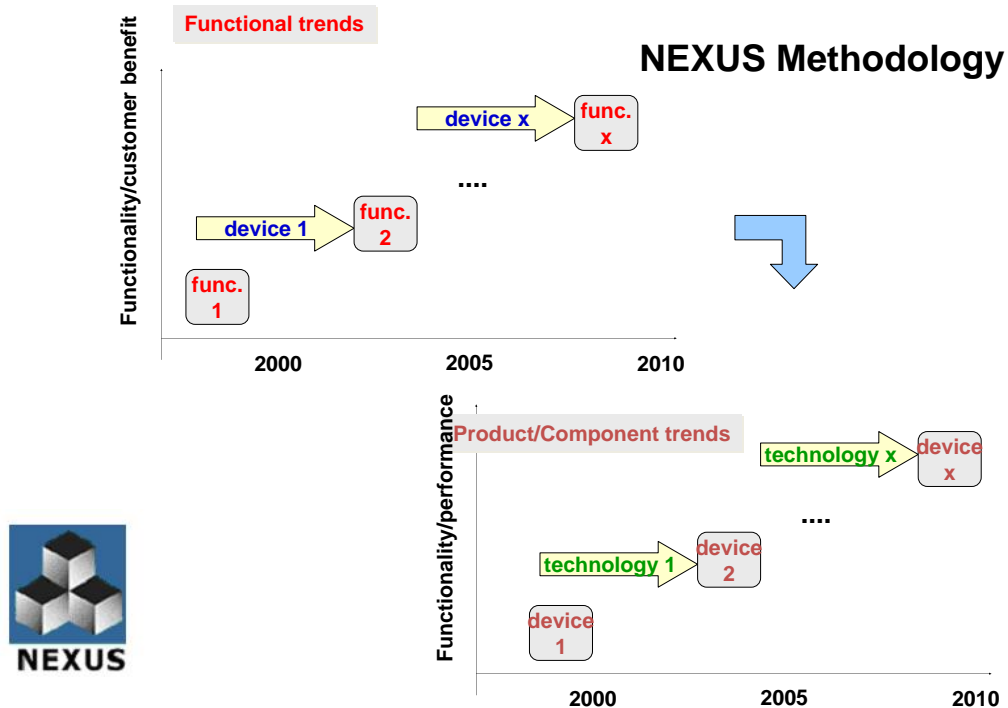 Functional trends
NEXUS Methodology
Functionality/customer benefit
device x
func.
x
....
device 1
func.
2
func.
1
2000
2005
2010
Functionality/performance
Product/Component trends
technology x
device
x
....
technology 1
device
2
device
1
2000
2005
2010
NEXUS